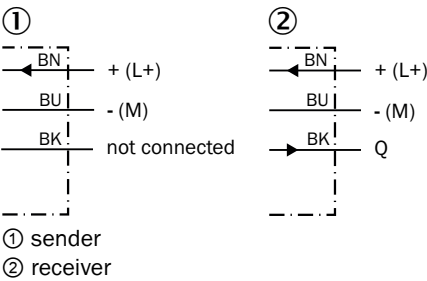 ① ②
BN + (L+) BN + (L+)
BU - (M) BU - (M)
BK not connected BK Q
① sender
② receiver